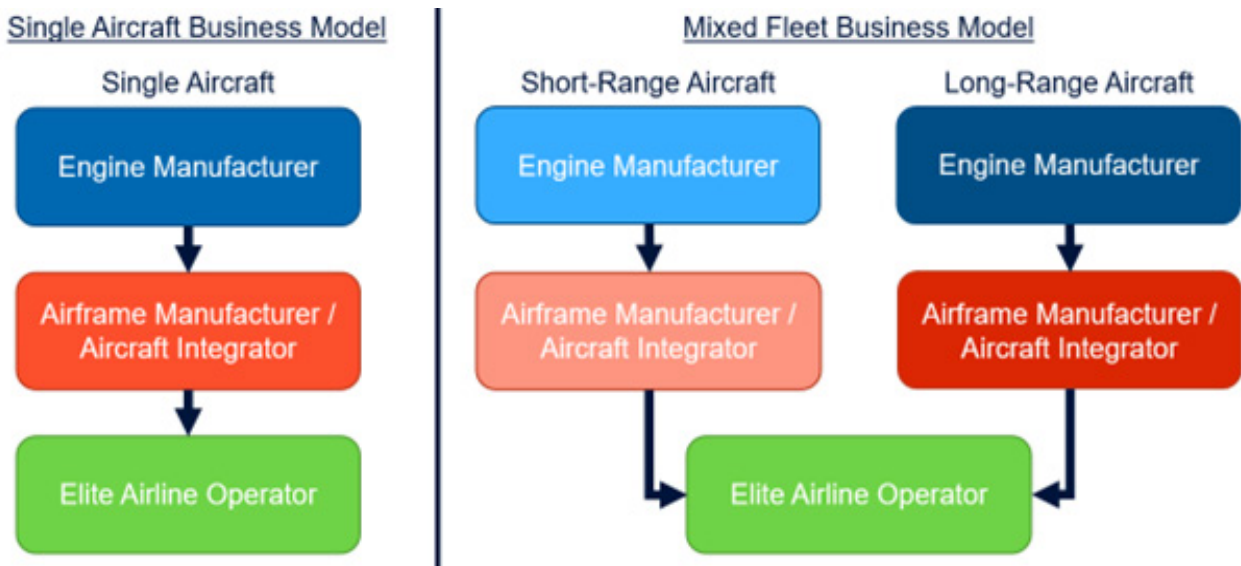 Single Aircraft Business Model
Single Aircraft
Engine Manufacturer
Airframe Manufacturer /
Aircraft Integrator
Elite Airline Operator
Mixed Fleet Business Model
Short-Range Aircraft
Long-Range Aircraft
Engine Manufacturer
Engine Manufacturer
Airframe Manufacturer /
Aircraft Integrator
Airframe Manufacturer /
Aircraft Integrator
Elite Airline Operator